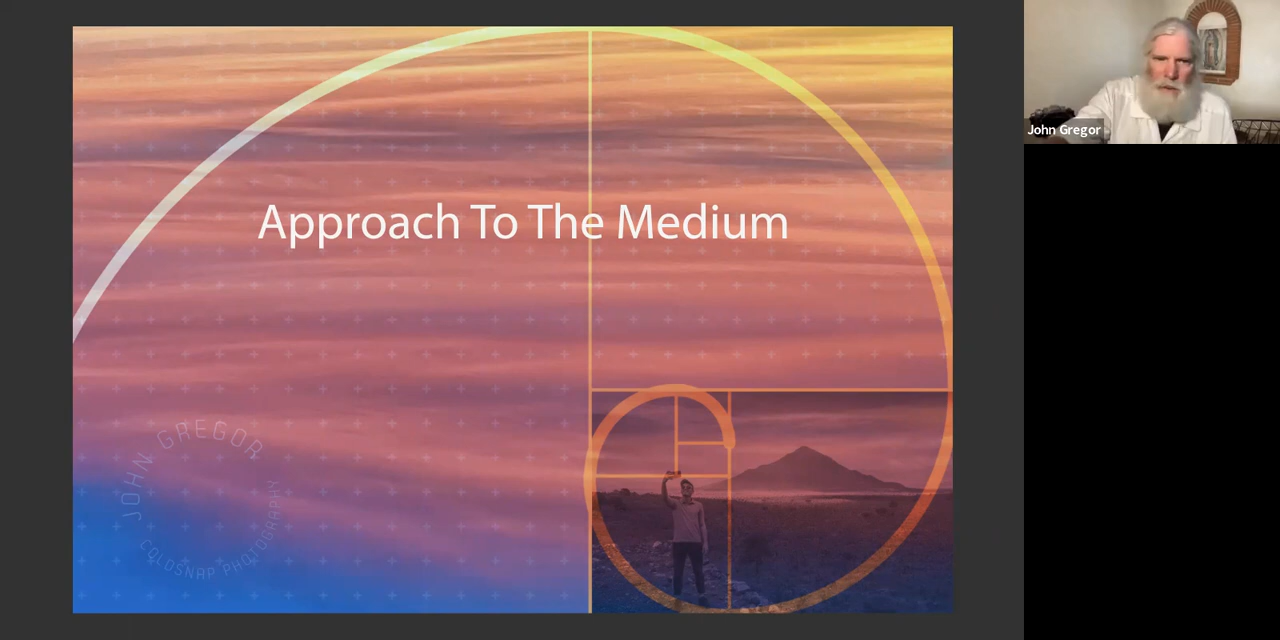 Approach To The Medium
JOHN GREGOR
COLDSNAP PHOTOGRAPHY
John Gregor